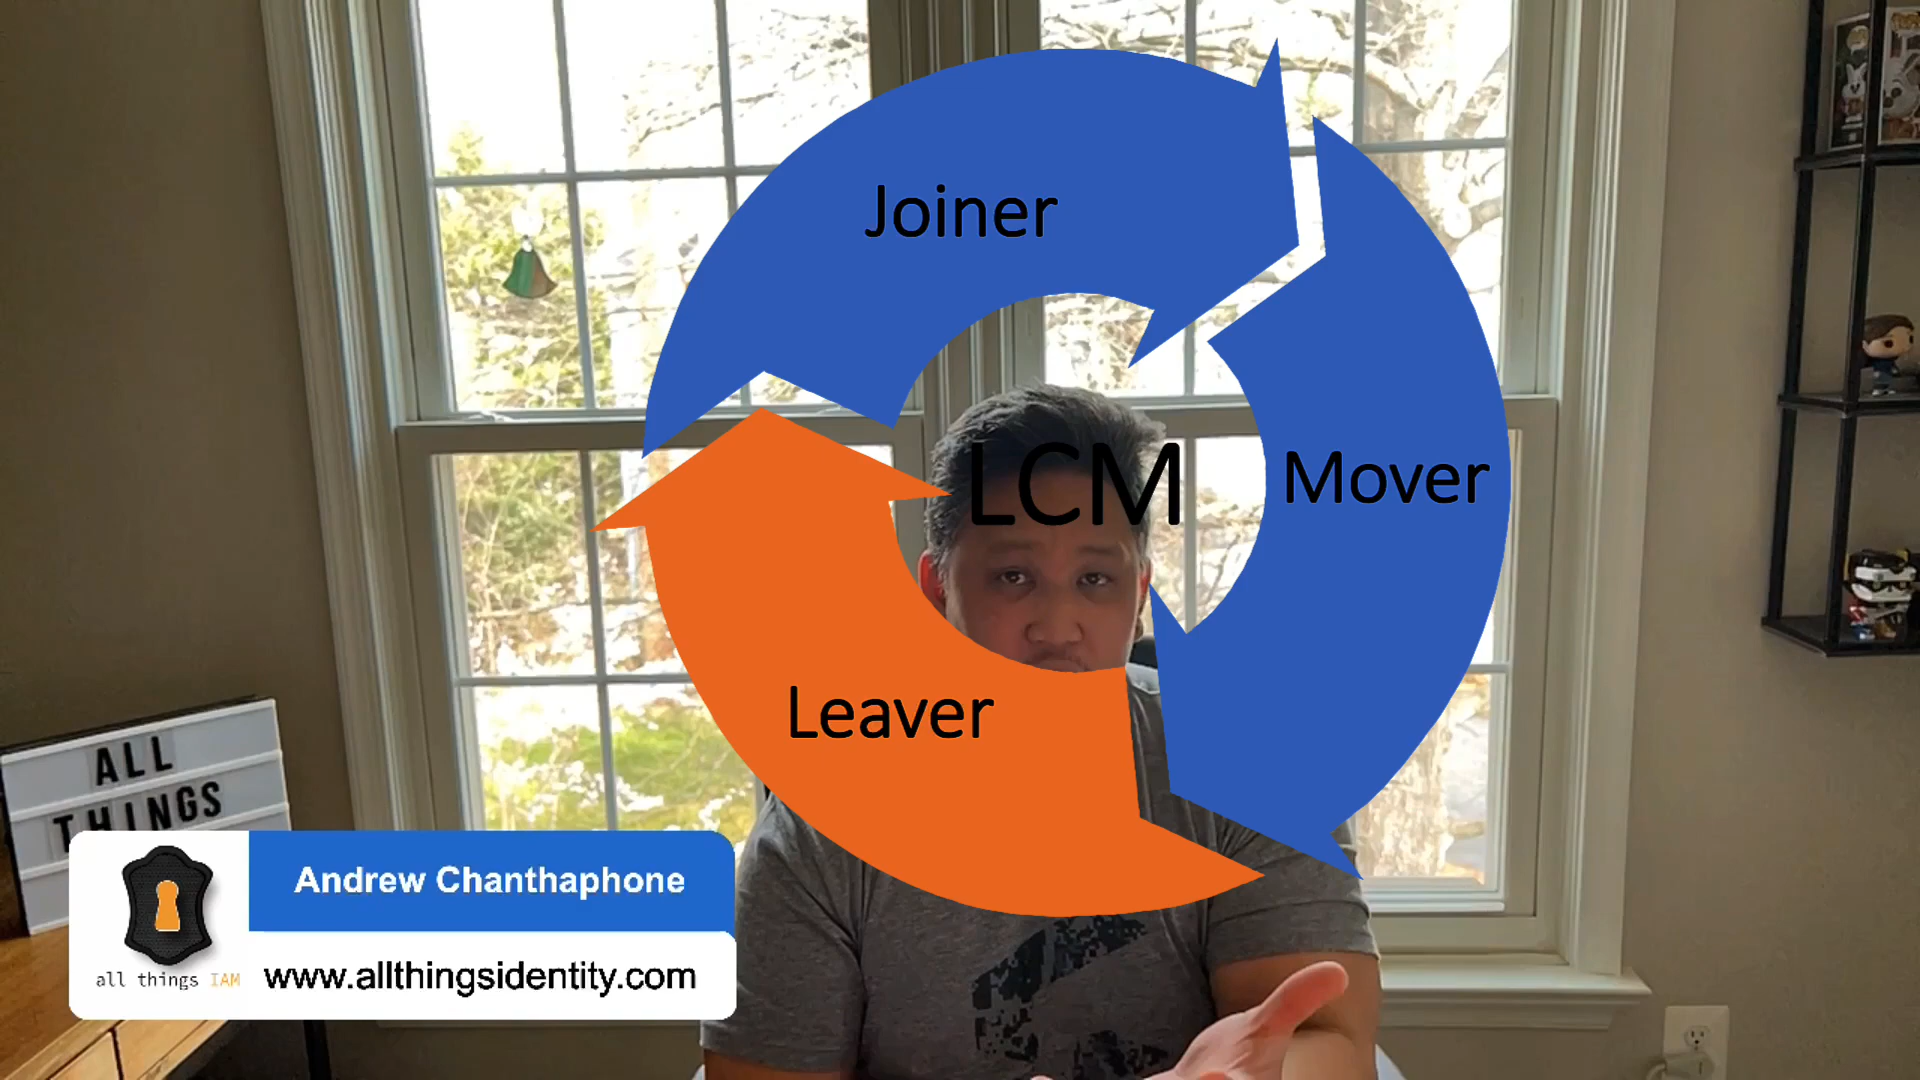 Joiner
LCM
Mover
Leaver
ALL
THINGS
Andrew Chanthaphone
all things IAM
www.allthingsidentity.com